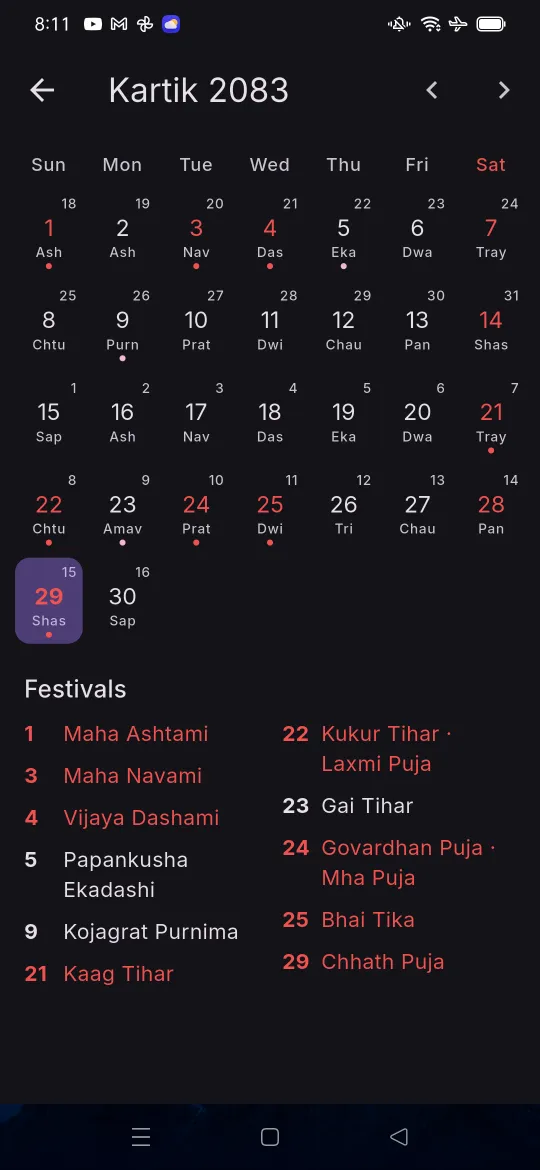 8:11
Kartik 2083
Sun Mon Tue Wed Thu Fri Sat
18 19 20 21 22 23 24
1 2 3 4 5 6 7
Ash Ash Nav Das Eka Dwa Tray
25 26 27 28 29 30 31
8 9 10 11 12 13 14
Chtu Purn Prat Dwi Chau Pan Shas
1 2 3 4 5 6 7
15 16 17 18 19 20 21
Sap Ash Nav Das Eka Dwa Tray
8 9 10 11 12 13 14
22 23 24 25 26 27 28
Chtu Amav Prat Dwi Tri Chau Pan
15 16
29 30
Shas Sap
Festivals
1 Maha Ashtami
3 Maha Navami
4 Vijaya Dashami
5 Papankusha
Ekadashi
9 Kojagrat Purnima
21 Kaag Tihar
22 Kukur Tihar ·
Laxmi Puja
23 Gai Tihar
24 Govardhan Puja ·
Mha Puja
25 Bhai Tika
29 Chhath Puja